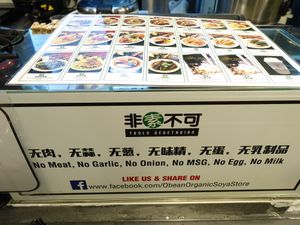 非素不可
TRULY VEGETARIAN
无肉，无蒜，无葱，无味精，无蛋，无乳制品
No Meat, No Garlic, No Onion, No MSG, No Egg, No Milk
LIKE US & SHARE ON
f www.facebook.com/ObeanOrganicSoyaStore